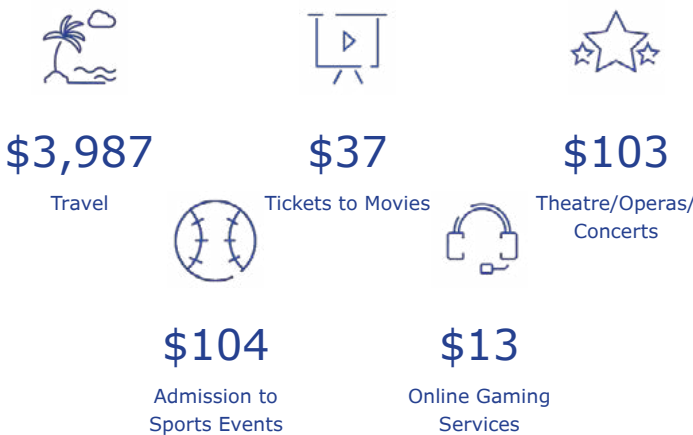 $3,987
Travel
$37
Tickets to Movies
$103
Theatre/Operas/
Concerts
$104
Admission to
Sports Events
$13
Online Gaming
Services